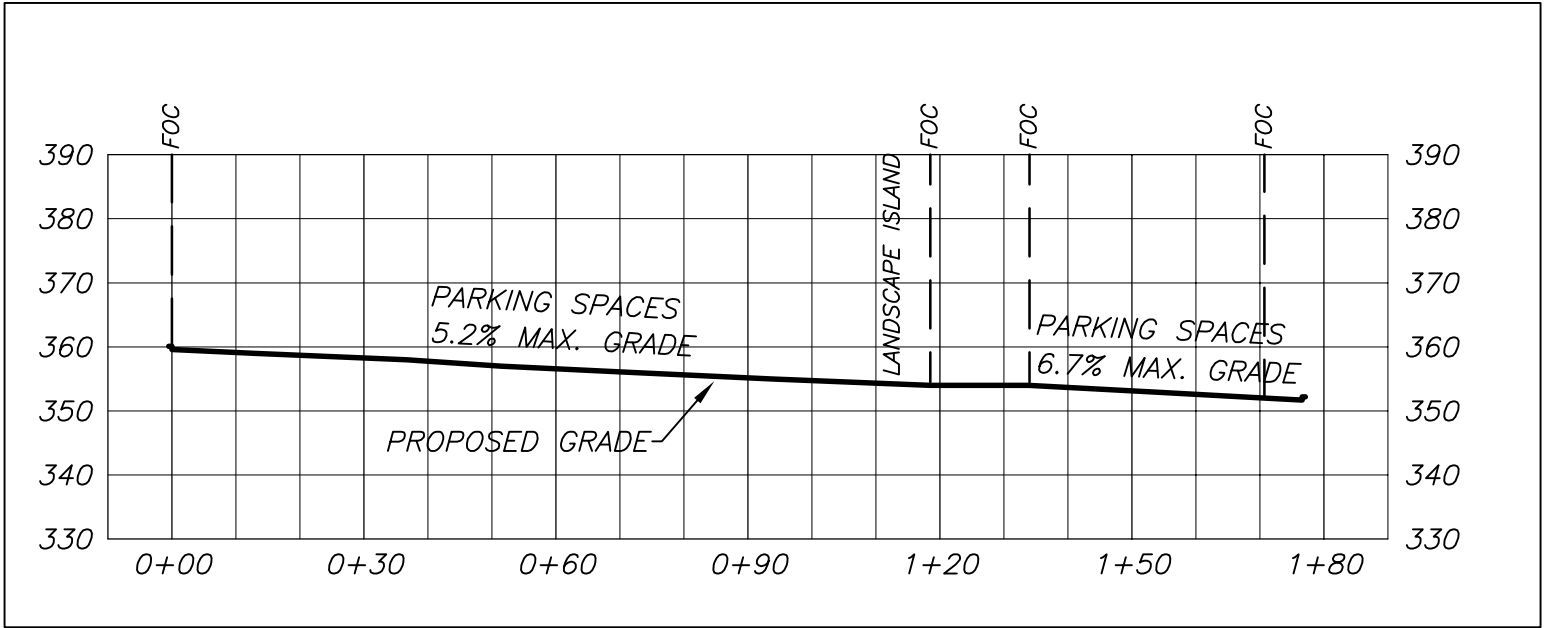 FOC
FOC
FOC
FOC
390
390
380
380
370
370
360
360
350
350
340
340
330
330
LANDSCAPE ISLAND
PARKING SPACES
5.2% MAX. GRADE
PARKING SPACES
6.7% MAX. GRADE
PROPOSED GRADE
0+00
0+30
0+60
0+90
1+20
1+50
1+80